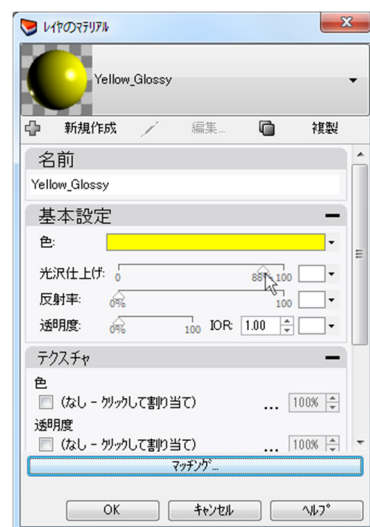 レイヤのマテリアル
Yellow_Glossy
新規作成 編集... 複製
名前
Yellow_Glossy
基本設定
色:
光沢仕上げ: 0 88% 100
反射率: 0% 100
透明度: 0% 100 IOR: 1.00
テクスチャ
色
(なし - クリックして割り当て) ... 100%
透明度
(なし - クリックして割り当て) ... 100%
マッチング...
OK キャンセル ヘルプ